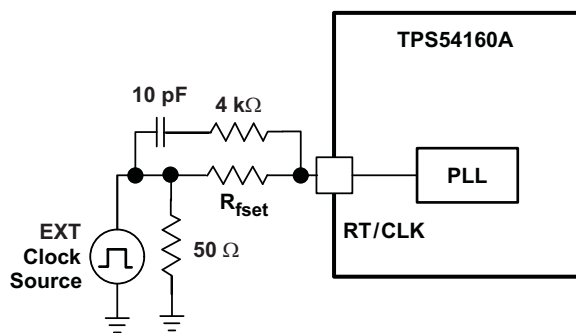 TPS54160A
10 pF
4 kΩ
PLL
R_fset
RT/CLK
EXT
Clock
Source
50 Ω